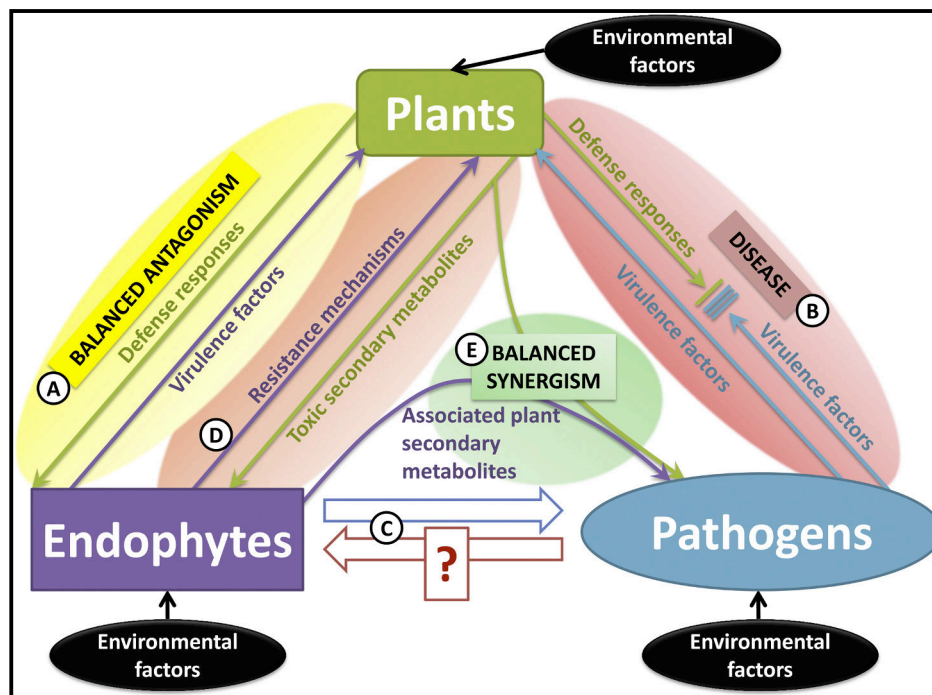 Environmental
factors
Plants
BALANCED ANTAGONISM
A
Defense responses
Virulence factors
Resistance mechanisms
D
Toxic secondary metabolites
Defense responses
DISEASE
B
Virulence factors
Virulence factors
E
BALANCED
SYNERGISM
Associated plant
secondary
metabolites
Endophytes
C
?
Pathogens
Environmental
factors
Environmental
factors